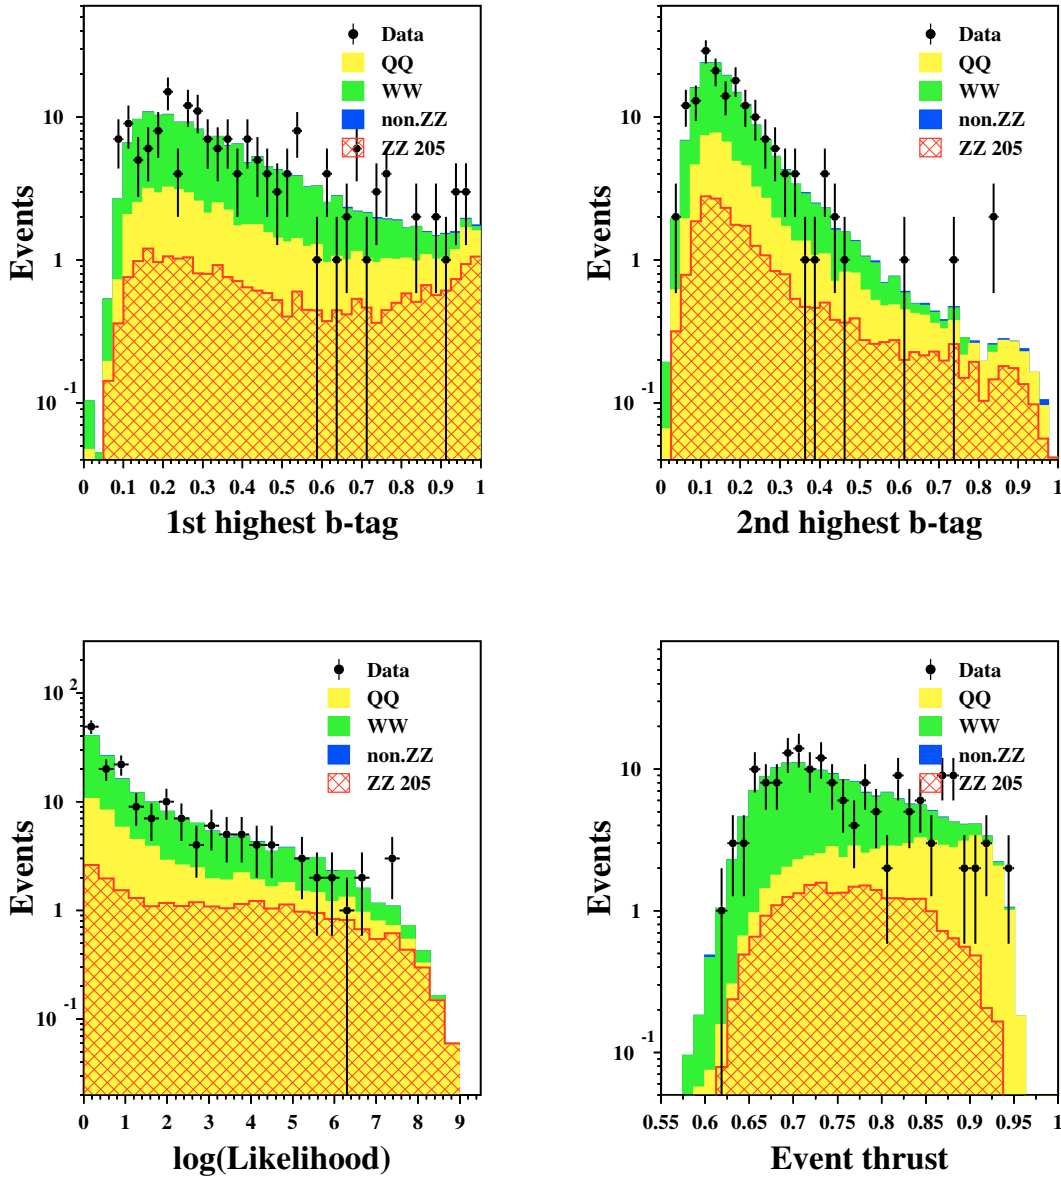 Events
10
1
10 -1
Data
QQ
WW
non.ZZ
ZZ 205
0 0.1 0.2 0.3 0.4 0.5 0.6 0.7 0.8 0.9 1
1st highest b-tag
Events
10
1
10 -1
Data
QQ
WW
non.ZZ
ZZ 205
0 0.1 0.2 0.3 0.4 0.5 0.6 0.7 0.8 0.9 1
2nd highest b-tag
Events
10 2
10
1
10 -1
Data
QQ
WW
non.ZZ
ZZ 205
0 1 2 3 4 5 6 7 8 9
log(Likelihood)
Events
10
1
10 -1
Data
QQ
WW
non.ZZ
ZZ 205
0.55 0.6 0.65 0.7 0.75 0.8 0.85 0.9 0.95 1
Event thrust